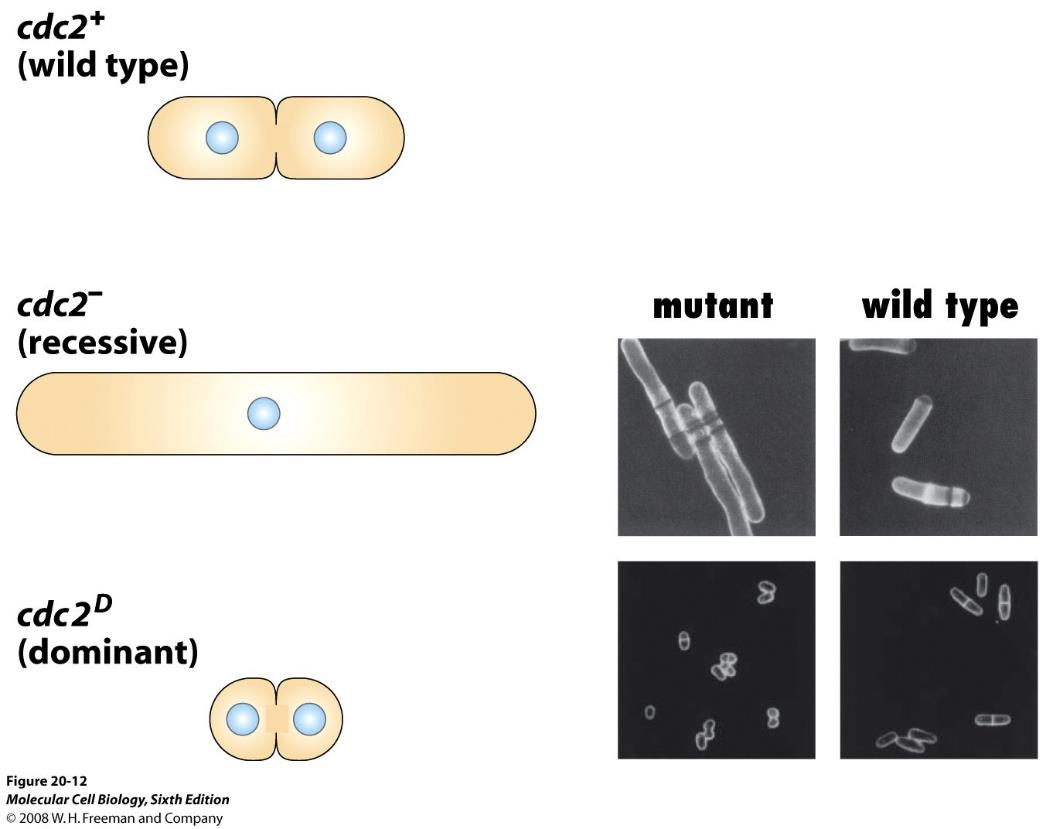 cdc2⁺
(wild type)
cdc2⁻
(recessive)
mutant
wild type
cdc2ᴰ
(dominant)
Figure 20-12
Molecular Cell Biology, Sixth Edition
© 2008 W. H. Freeman and Company